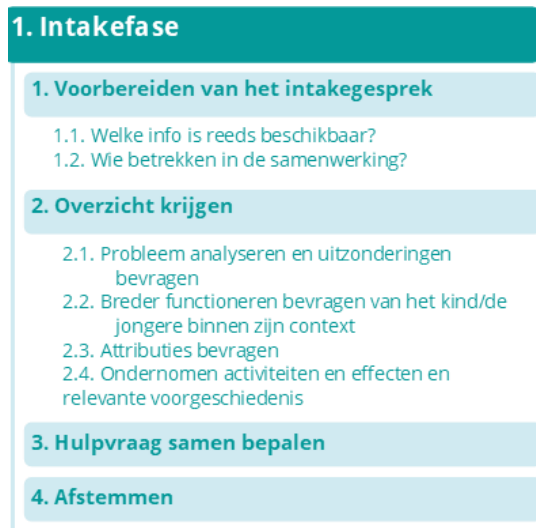 1. Intakefase
1. Voorbereiden van het intakegesprek
1.1. Welke info is reeds beschikbaar?
1.2. Wie betrekken in de samenwerking?
2. Overzicht krijgen
2.1. Probleem analyseren en uitzonderingen
bevragen
2.2. Breder functioneren bevragen van het kind/de
jongere binnen zijn context
2.3. Attributies bevragen
2.4. Ondernomen activiteiten en effecten en
relevante voorgeschiedenis
3. Hulpvraag samen bepalen
4. Afstemmen